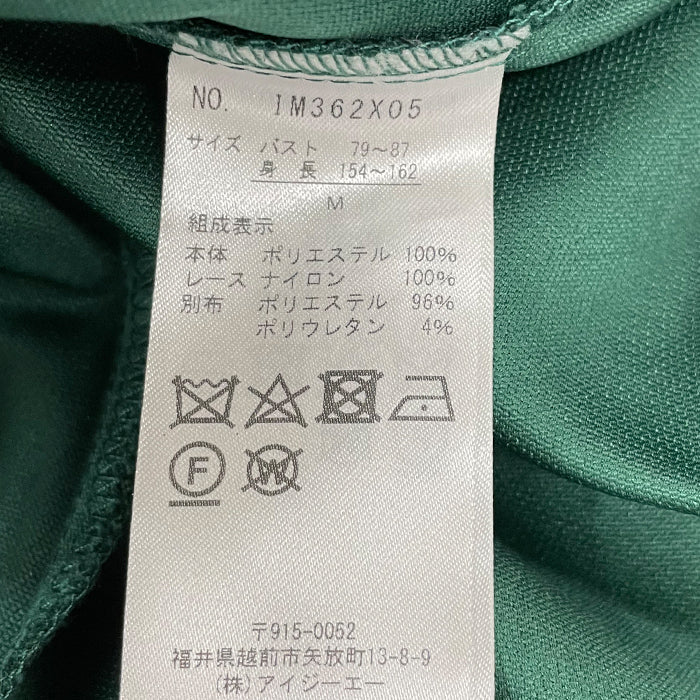 NO. IM362X05
サイズ バスト 79~87
身長 154~162
M
組成表示
本体 ポリエステル 100%
レース ナイロン 100%
別布 ポリエステル 96%
ポリウレタン 4%
F W
〒915-0052
福井県越前市矢放町13-8-9
(株)アイジーエー